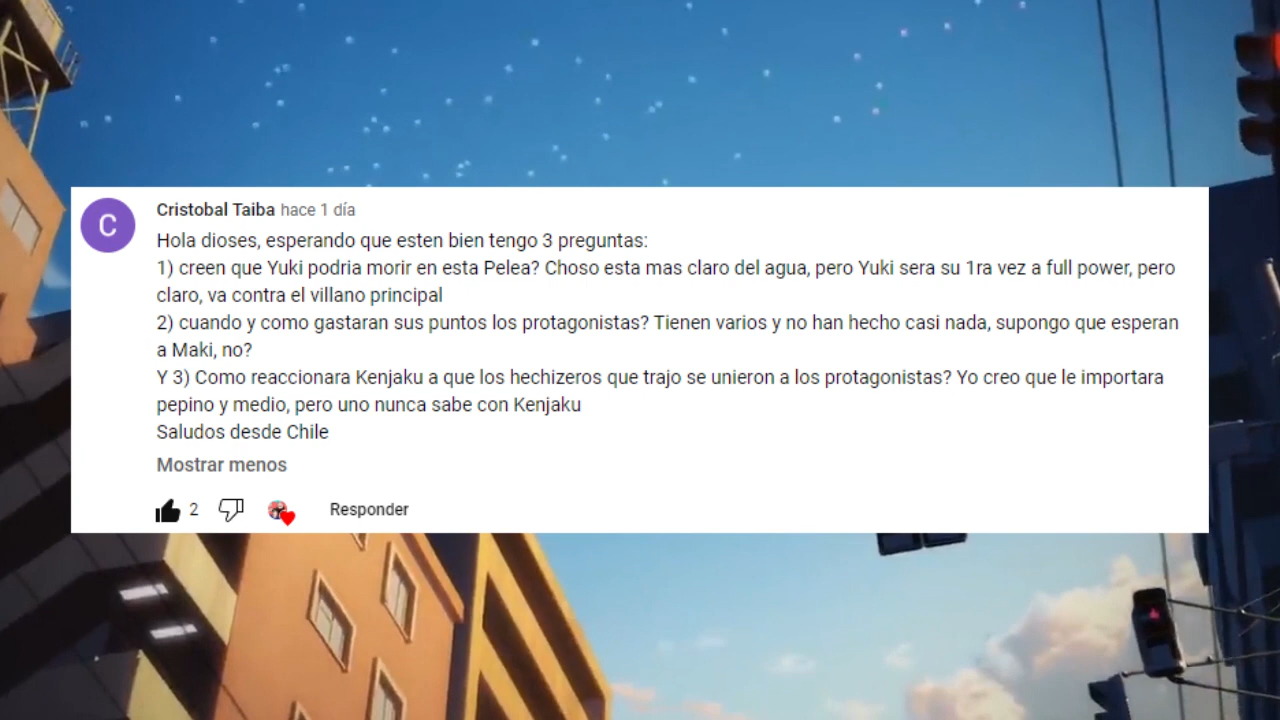 C
Cristobal Taiba hace 1 día
Hola dioses, esperando que esten bien tengo 3 preguntas:
1) creen que Yuki podria morir en esta Pelea? Choso esta mas claro del agua, pero Yuki sera su 1ra vez a full power, pero
claro, va contra el villano principal
2) cuando y como gastaran sus puntos los protagonistas? Tienen varios y no han hecho casi nada, supongo que esperan
a Maki, no?
Y 3) Como reaccionara Kenjaku a que los hechizeros que trajo se unieron a los protagonistas? Yo creo que le importara
pepino y medio, pero uno nunca sabe con Kenjaku
Saludos desde Chile
Mostrar menos
2 Responder